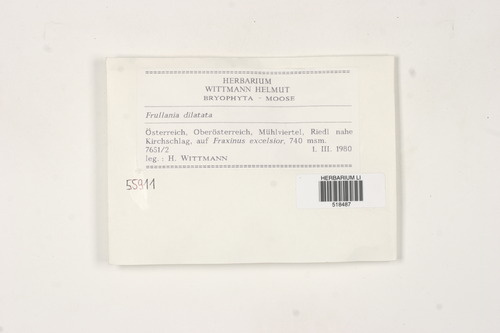 HERBARIUM
WITTMANN HELMUT
BRYOPHYTA - MOOSE
Frullania dilatata
Österreich, Oberösterreich, Mühlviertel, Riedl nahe
Kirchschlag, auf Fraxinus excelsior, 740 msm.
7651/2 1. III. 1980
leg.: H. WITTMANN
55911
HERBARIUM LI
518487